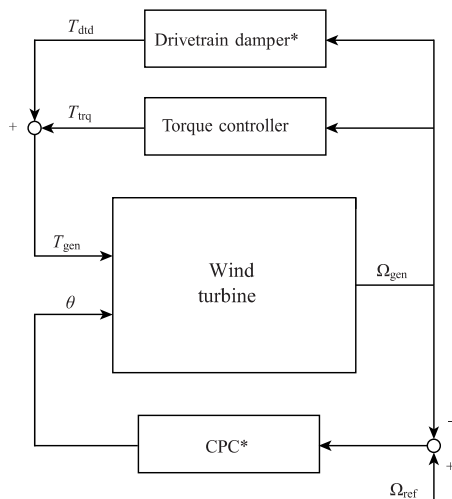 T_dtd
Drivetrain damper*
+
T_trq
Torque controller
T_gen
Wind
turbine
Ω_gen
θ
CPC*
−
+
Ω_ref